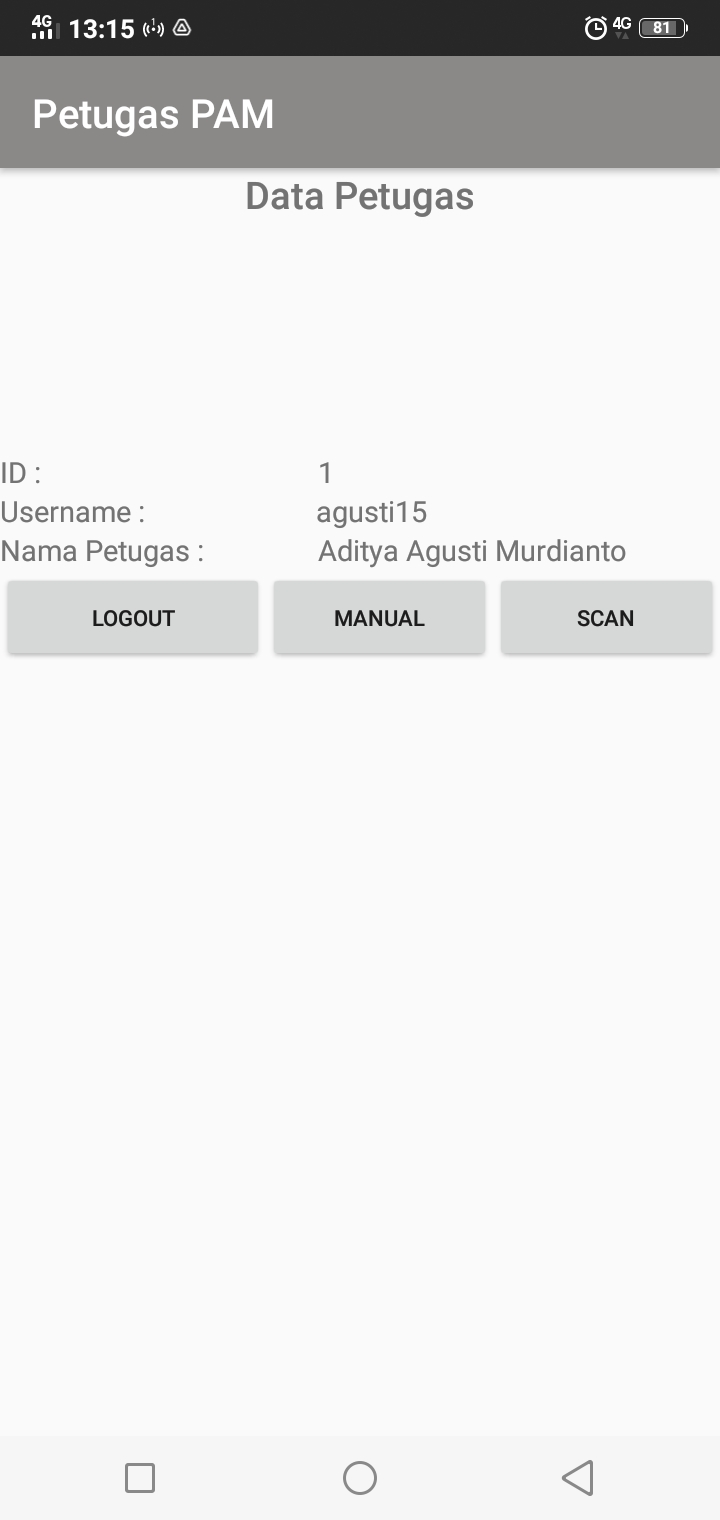 4G 13:15 4G 81
Petugas PAM
Data Petugas
ID : 1
Username : agusti15
Nama Petugas : Aditya Agusti Murdianto
LOGOUT MANUAL SCAN